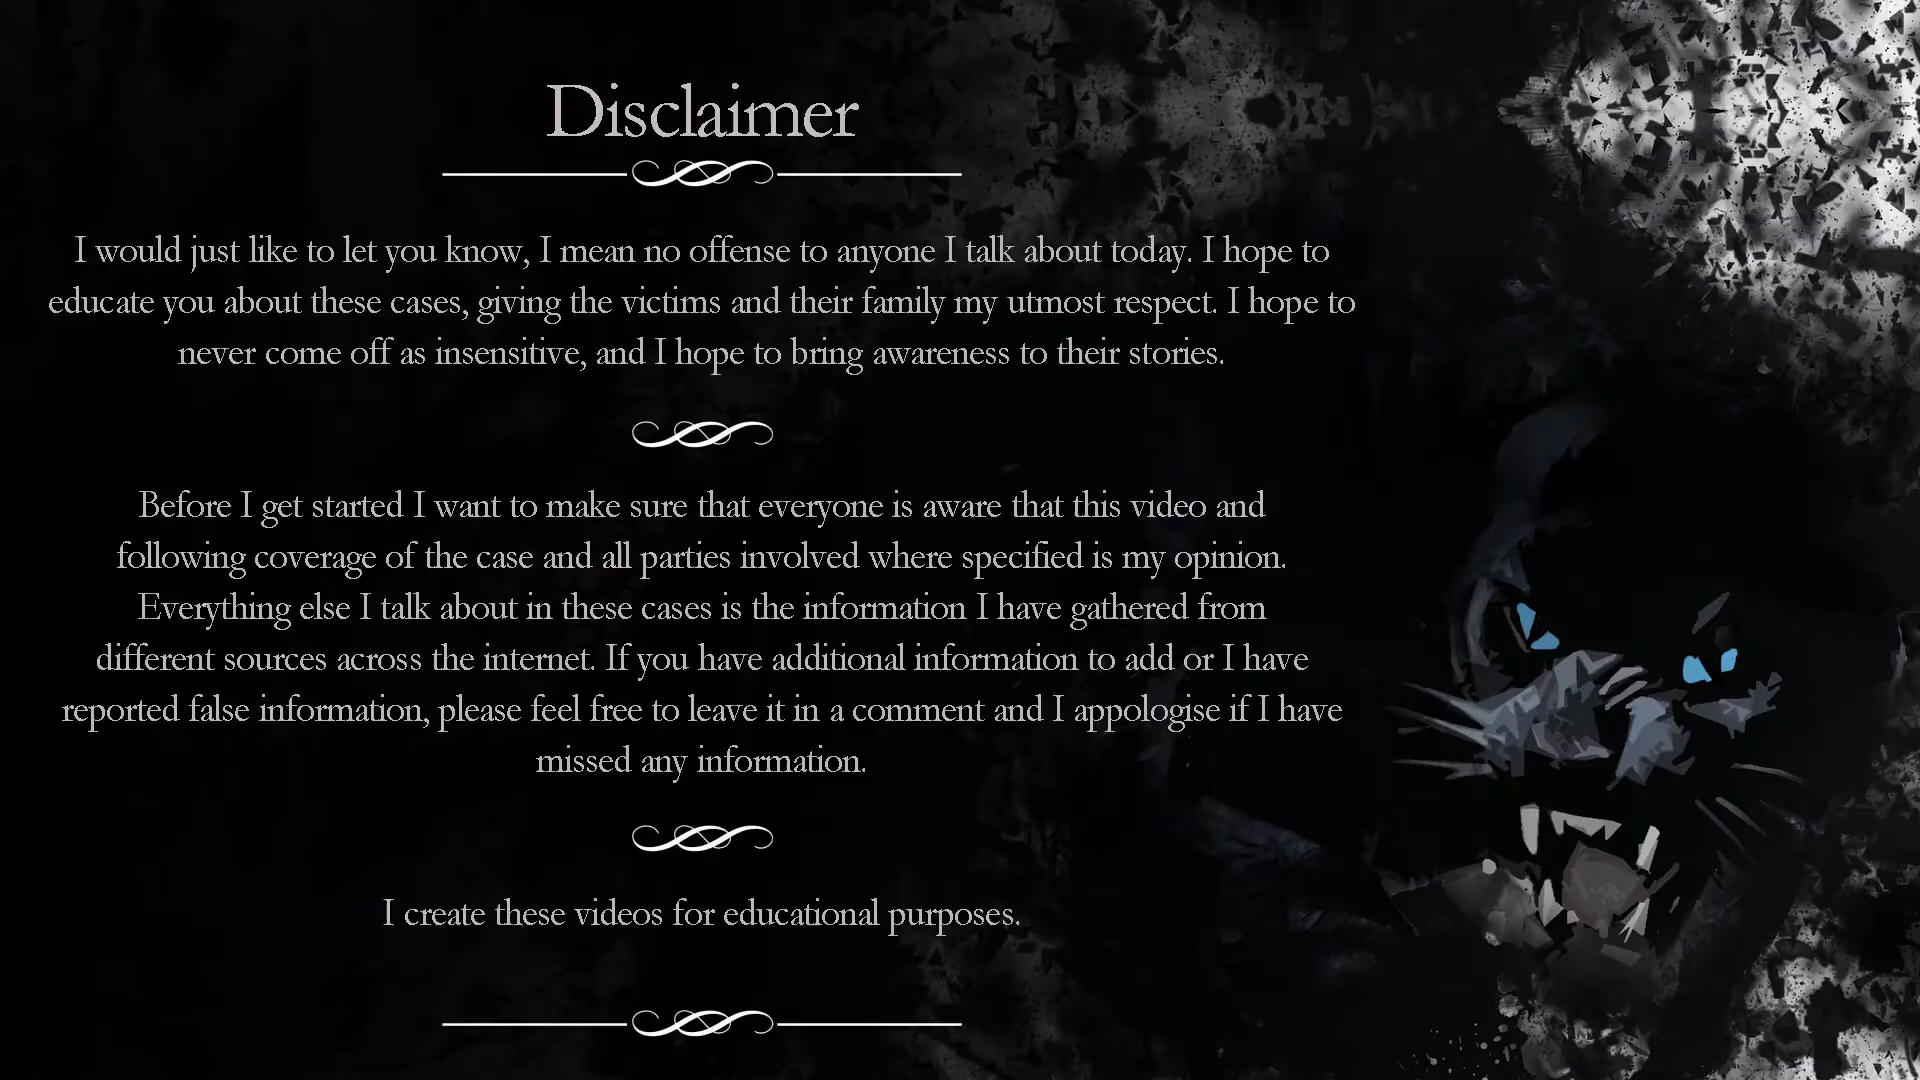 Disclaimer
I would just like to let you know, I mean no offense to anyone I talk about today. I hope to
educate you about these cases, giving the victims and their family my utmost respect. I hope to
never come off as insensitive, and I hope to bring awareness to their stories.
Before I get started I want to make sure that everyone is aware that this video and
following coverage of the case and all parties involved where specified is my opinion.
Everything else I talk about in these cases is the information I have gathered from
different sources across the internet. If you have additional information to add or I have
reported false information, please feel free to leave it in a comment and I appologise if I have
missed any information.
I create these videos for educational purposes.